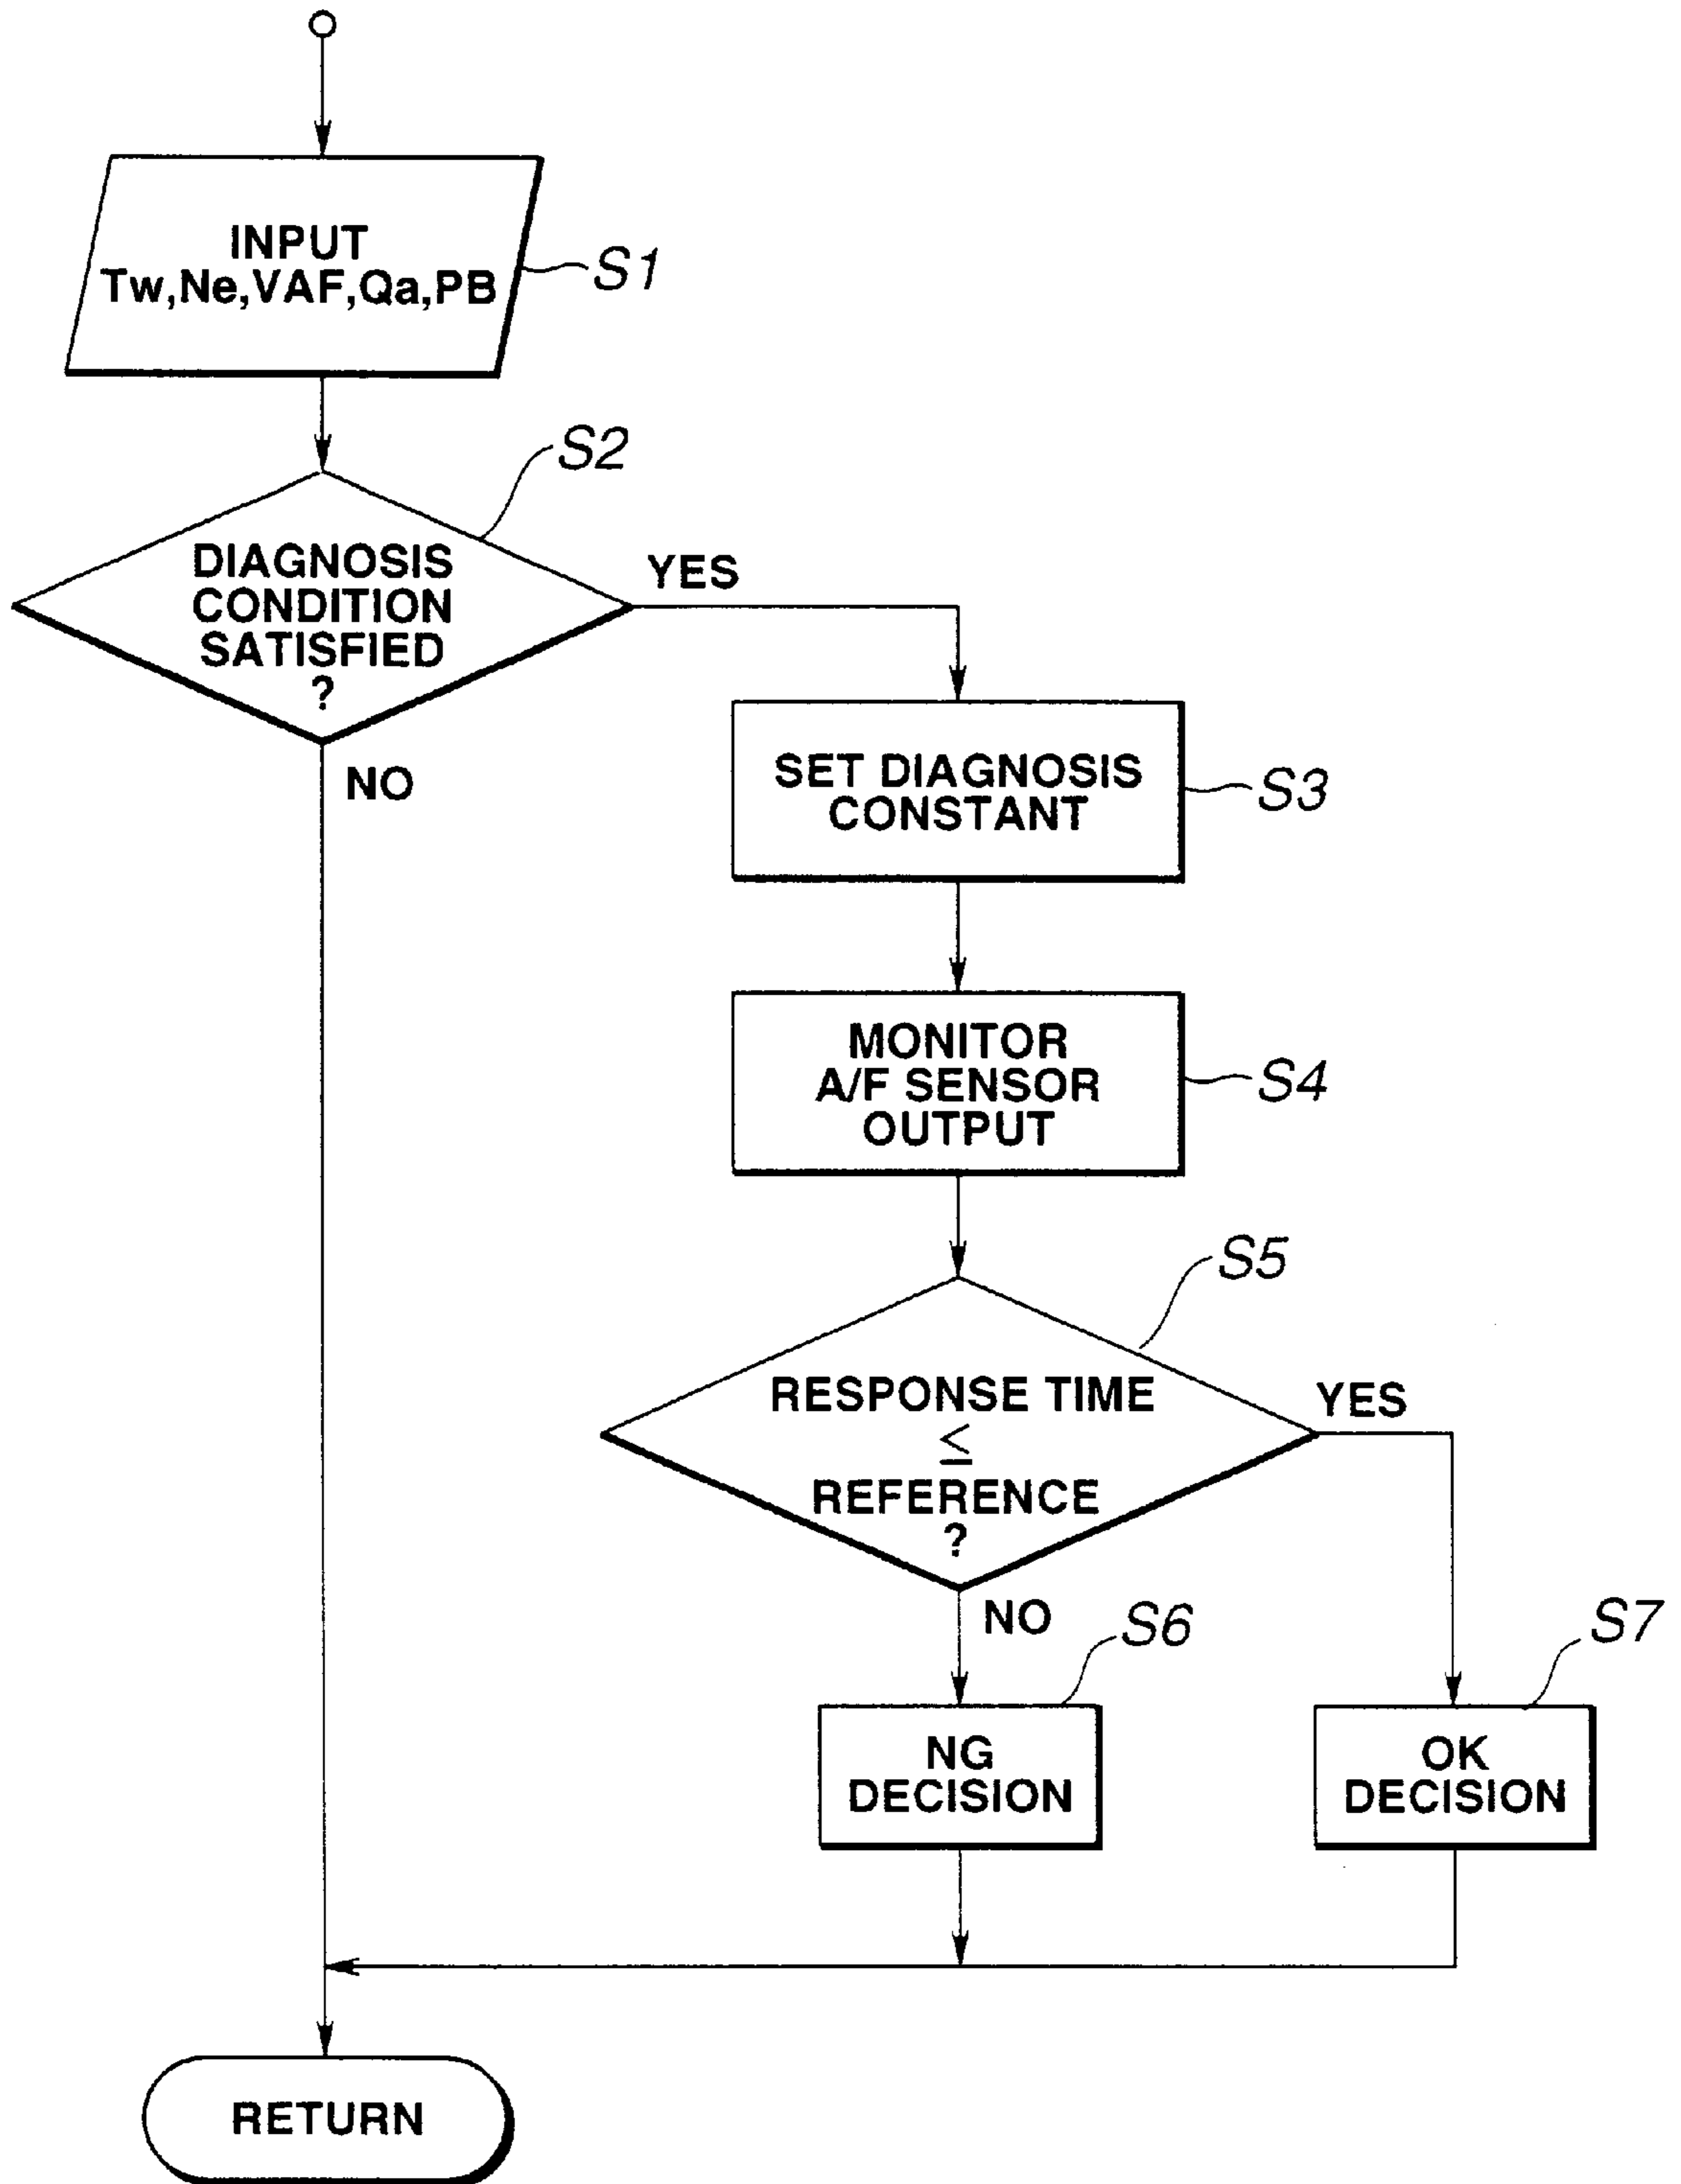 INPUT
Tw,Ne,VAF,Qa,PB
S1
S2
DIAGNOSIS
CONDITION
SATISFIED
?
YES
NO
SET DIAGNOSIS
CONSTANT
S3
MONITOR
A/F SENSOR
OUTPUT
S4
S5
RESPONSE TIME
≤
REFERENCE
?
YES
NO
S6
S7
NG
DECISION
OK
DECISION
RETURN